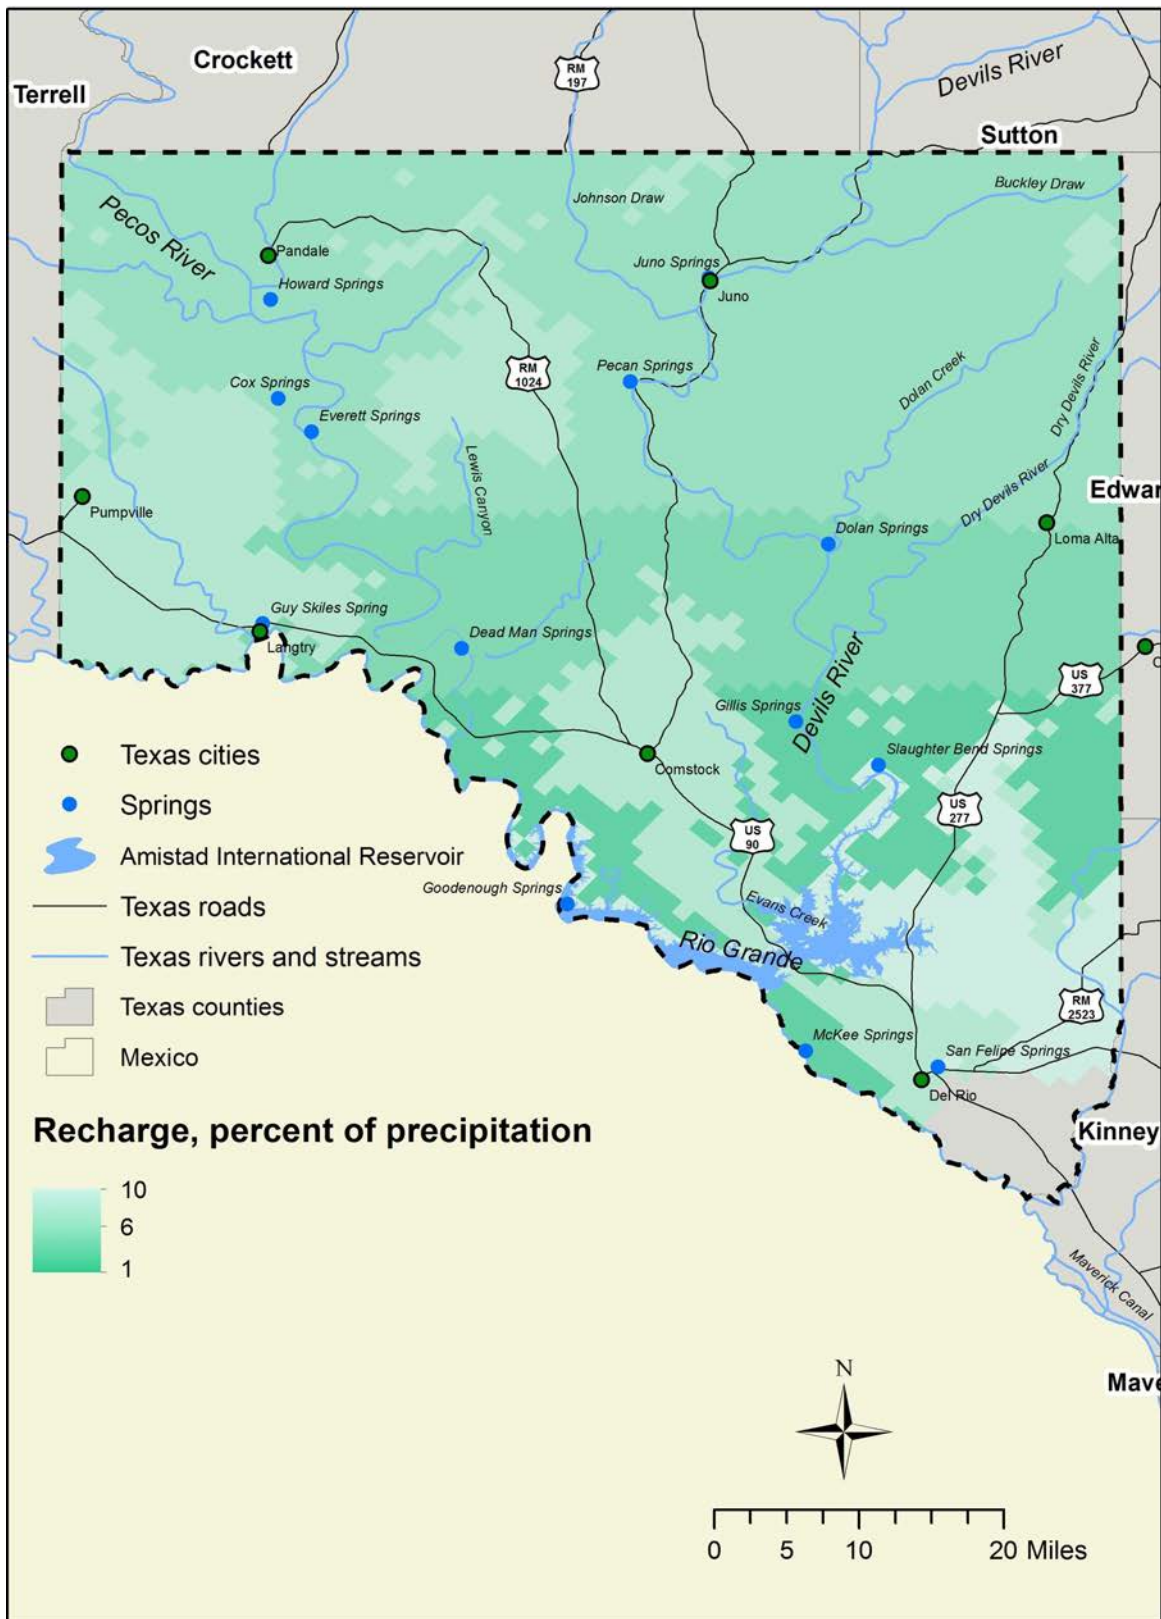 Crockett
Terrell
RM
197
Devils River
Sutton
Buckley Draw
Johnson Draw
Pecos River
Pandale
Juno Springs
Howard Springs
Juno
Pecan Springs
RM
1024
Cox Springs
Everett Springs
Dolan Creek
Dry Devils River
Lewis Canyon
Dry Devils River
Edwar
Pumpville
Dolan Springs
Loma Alta
Guy Skiles Spring
Langtry
Dead Man Springs
Devils River
US
377
Gillis Springs
Slaughter Bend Springs
Comstock
US
277
US
90
Goodenough Springs
Evans Creek
Rio Grande
RM
2523
McKee Springs
San Felipe Springs
Del Rio
Kinney
Maverick Canal
Mave
Texas cities
Springs
Amistad International Reservoir
Texas roads
Texas rivers and streams
Texas counties
Mexico
Recharge, percent of precipitation
10
6
1
N
0 5 10 20 Miles